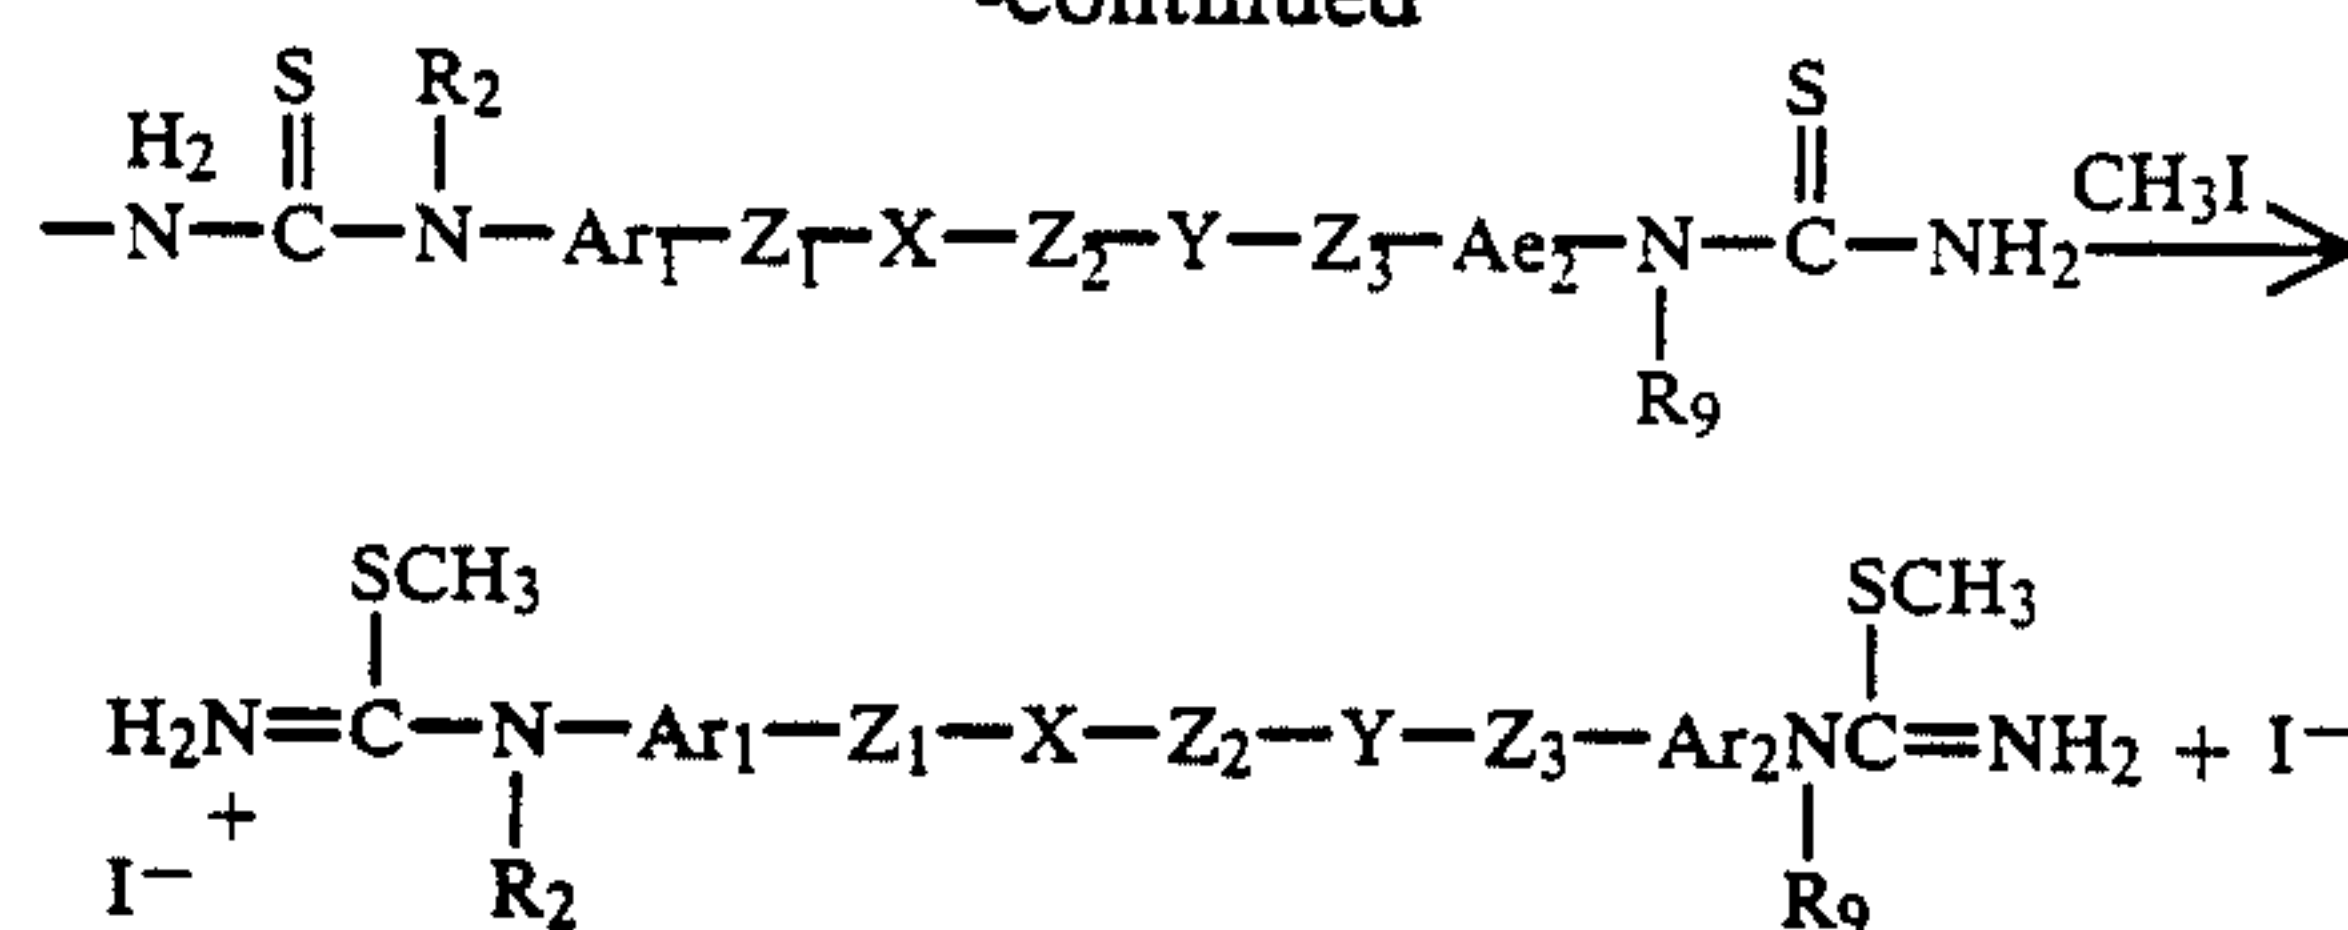 -continued
S R₂ S
H₂ CH₃I
—N—C—N—Ar₁—Z₁—X—Z₂—Y—Z₃—Ae₂—N—C—NH₂
R₉
SCH₃ SCH₃
H₂N=C—N—Ar₁—Z₁—X—Z₂—Y—Z₃—Ar₂NC=NH₂ + I⁻
+
I⁻ R₂ R₉